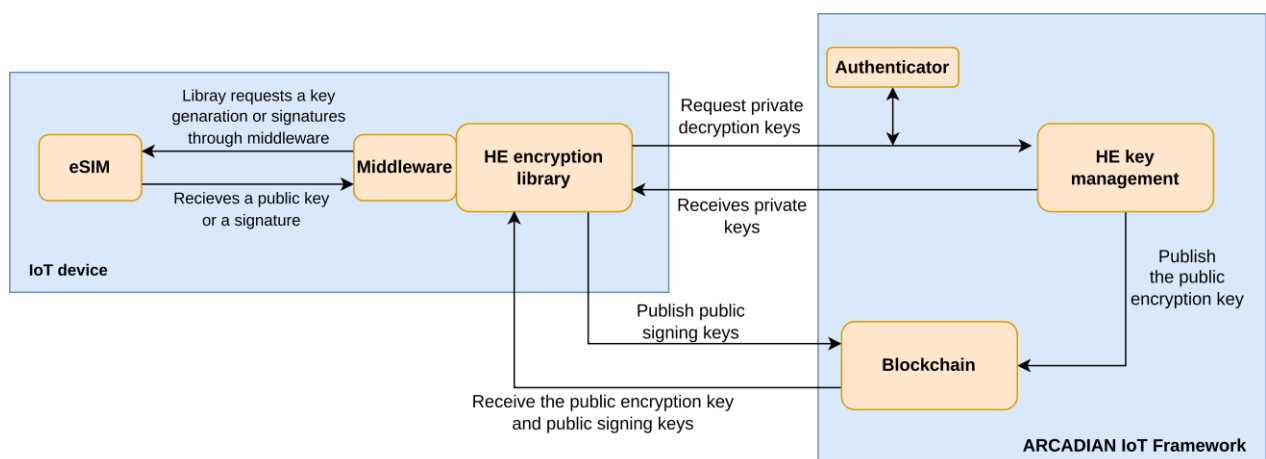 Authenticator
Libray requests a key
genaration or signatures
through middleware
Request private
decryption keys
eSIM
Middleware
HE encryption
library
HE key
management
Recieves a public key
or a signature
Receives private
keys
IoT device
Publish
the public
encryption key
Publish public
signing keys
Blockchain
Receive the public encryption key
and public signing keys
ARCADIAN IoT Framework